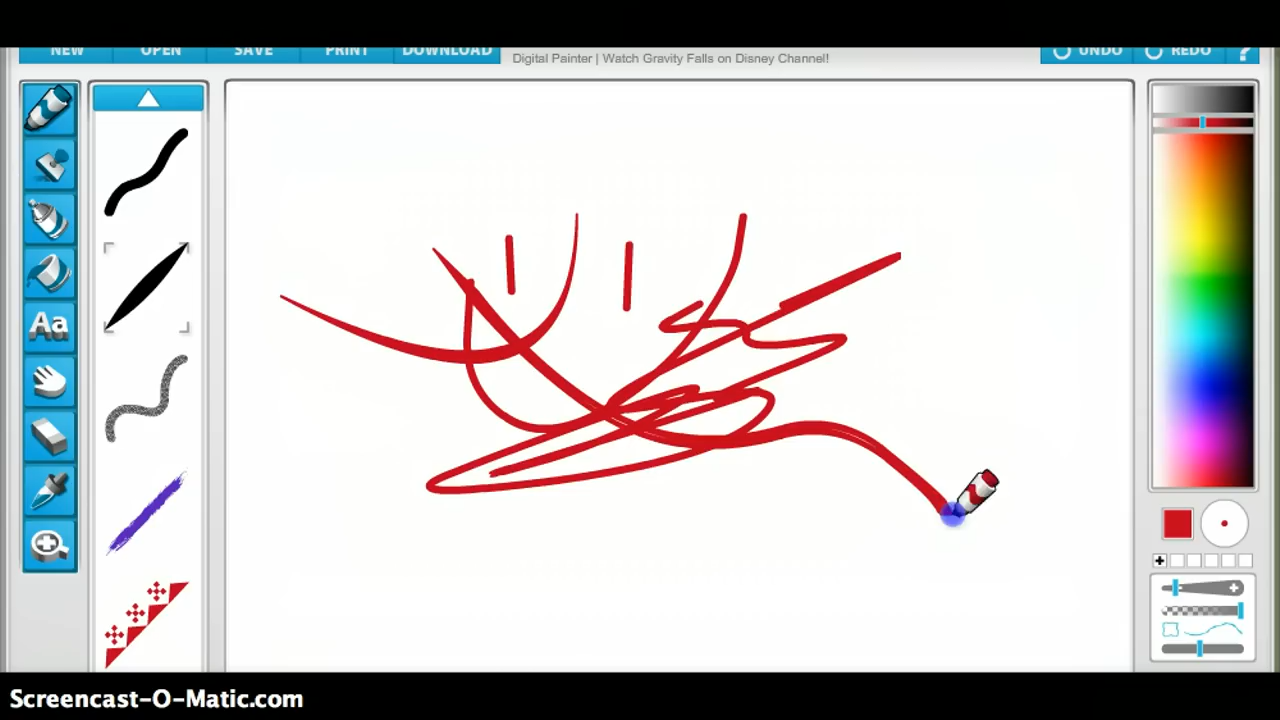 NEW OPEN SAVE PRINT DOWNLOAD Digital Painter | Watch Gravity Falls on Disney Channel! UNDO REDO ?
Aa
Screencast-O-Matic.com